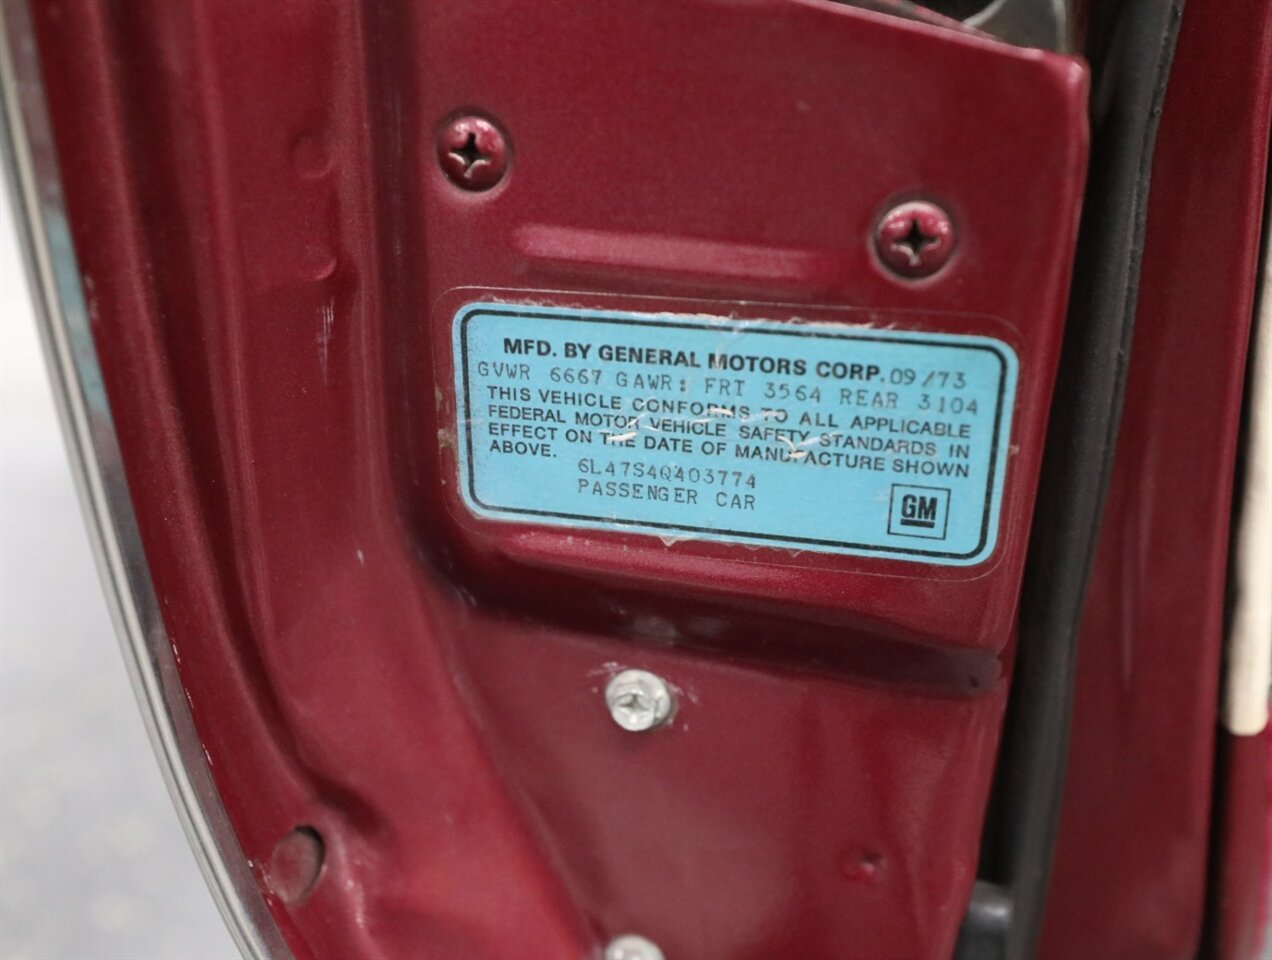 MFD. BY GENERAL MOTORS CORP. 09/73
GVWR 6667 GAWR: FRT 3564 REAR 3104
THIS VEHICLE CONFORMS TO ALL APPLICABLE
FEDERAL MOTOR VEHICLE SAFETY STANDARDS IN
EFFECT ON THE DATE OF MANUFACTURE SHOWN
ABOVE.
6L47S4Q403774
PASSENGER CAR
GM